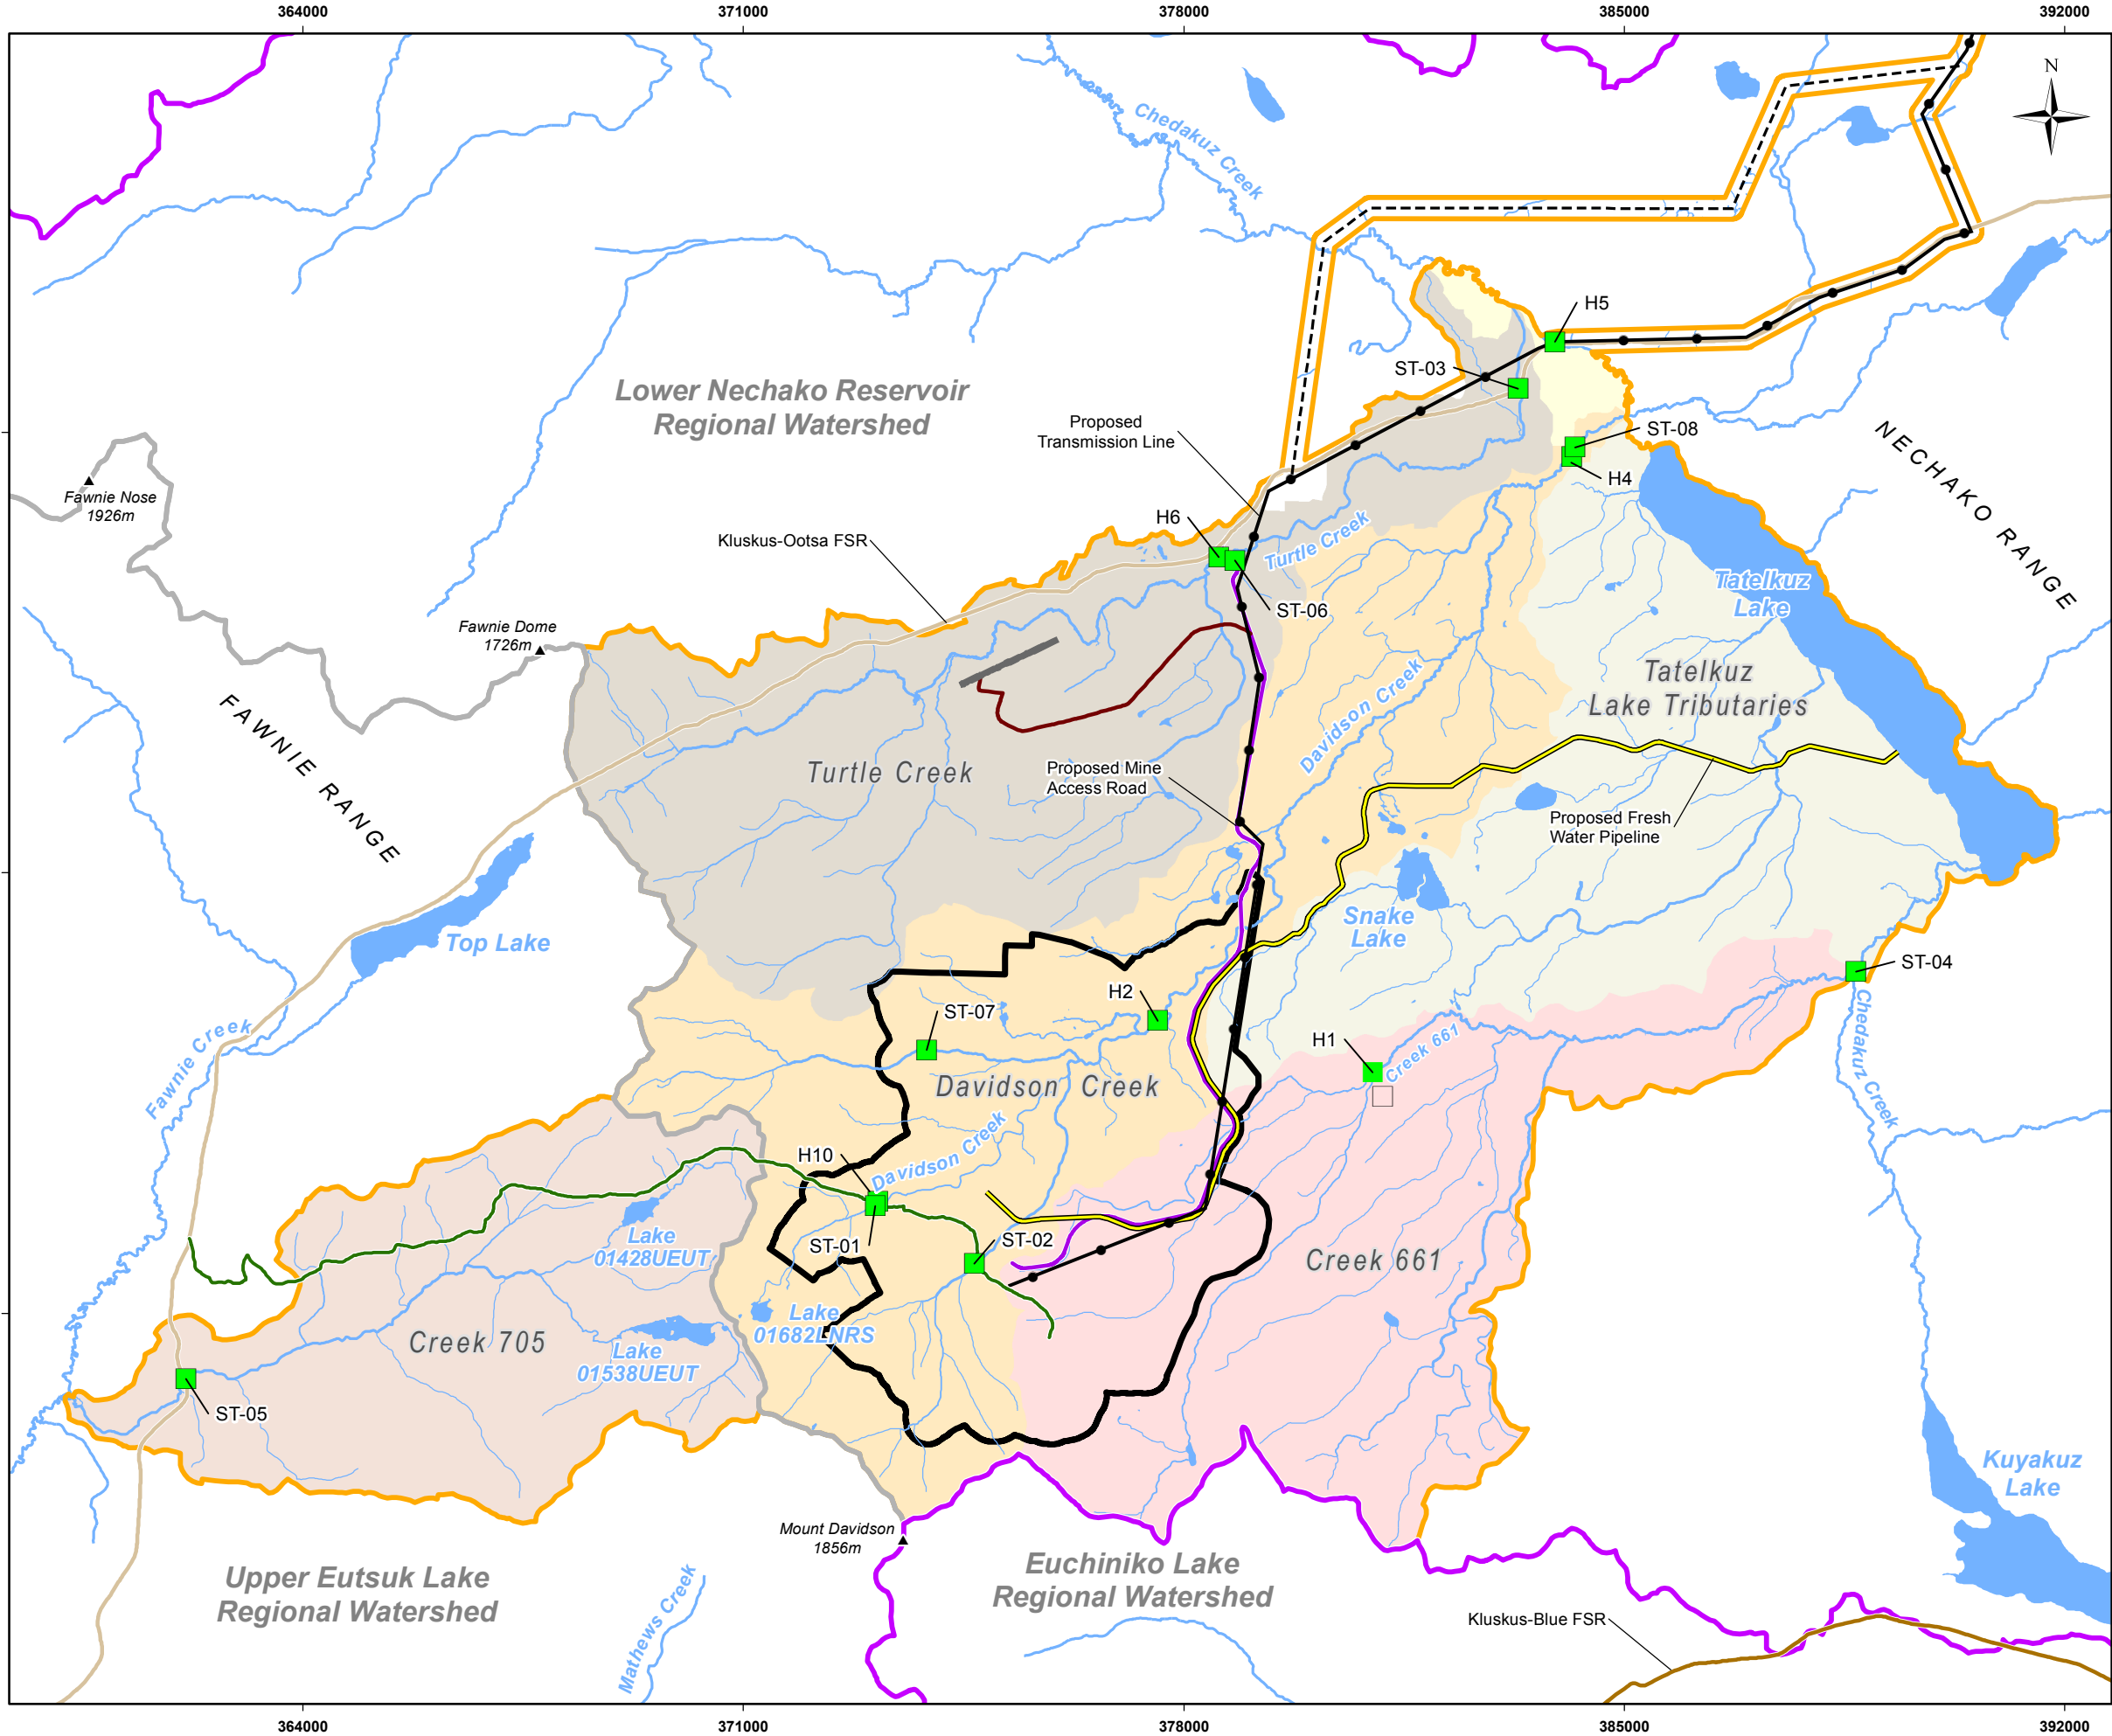 364000
371000
378000
385000
392000
N
Chedakuz Creek
H5
ST-03
Lower Nechako Reservoir
Regional Watershed
Proposed
Transmission Line
ST-08
H4
NECHAKO RANGE
Fawnie Nose
1926m
H6
Kluskus-Ootsa FSR
Turtle Creek
Tatelkuz
Lake
ST-06
Fawnie Dome
1726m
FAWNIE RANGE
Davidson Creek
Tatelkuz
Lake Tributaries
Turtle Creek
Proposed Mine
Access Road
Proposed Fresh
Water Pipeline
Top Lake
Snake
Lake
ST-04
H2
ST-07
Chedakuz Creek
Fawnie Creek
H1
Creek 661
Davidson Creek
H10
Davidson Creek
Lake
01428UEUT
ST-01
ST-02
Creek 661
Lake
01682LNRS
Creek 705
Lake
01538UEUT
ST-05
Kuyakuz
Lake
Mount Davidson
1856m
Upper Eutsuk Lake
Regional Watershed
Euchiniko Lake
Regional Watershed
Mathews Creek
Kluskus-Blue FSR
364000
371000
378000
385000
392000